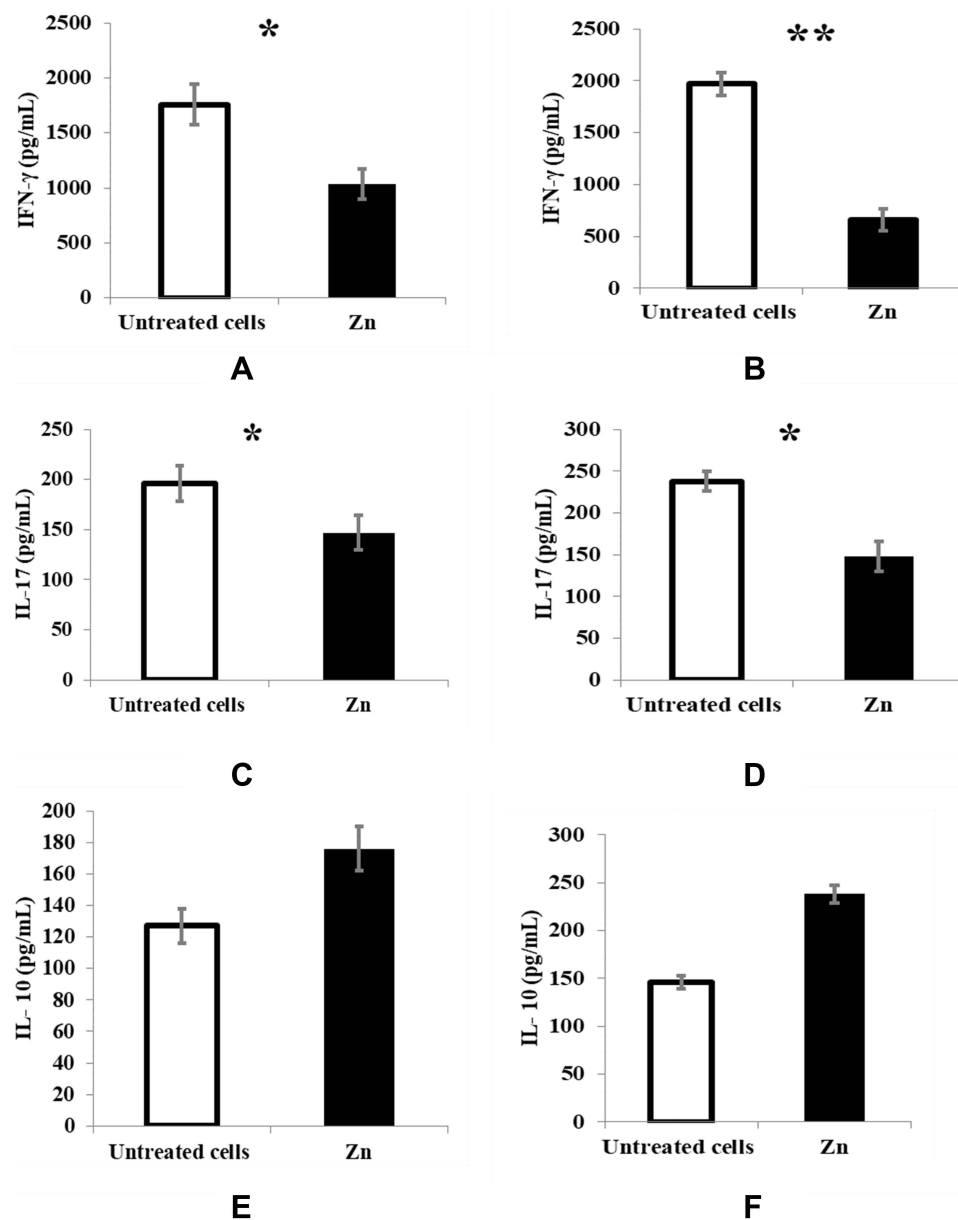 2500
2000
1500
1000
500
0
IFN-γ (pg/mL)
*
Untreated cells Zn
A
2500
2000
1500
1000
500
0
IFN-γ (pg/mL)
**
Untreated cells Zn
B
250
200
150
100
50
0
IL-17 (pg/mL)
*
Untreated cells Zn
C
300
250
200
150
100
50
0
IL-17 (pg/mL)
*
Untreated cells Zn
D
200
180
160
140
120
100
80
60
40
20
0
IL- 10 (pg/mL)
Untreated cells Zn
E
300
250
200
150
100
50
0
IL- 10 (pg/mL)
Untreated cells Zn
F